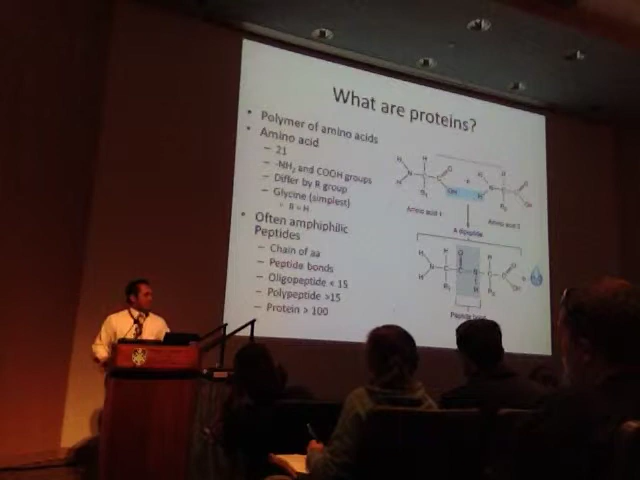 What are proteins?
• Polymer of amino acids
• Amino acid
– 21
– -NH2 and COOH groups
– Differ by R group
– Glycine (simplest)
• R = H
• Often amphiphilic
Peptides
– Chain of aa
– Peptide bonds
– Oligopeptide < 15
– Polypeptide >15
– Protein > 100
Amino acid 1
Amino acid 2
A dipeptide
Peptide bond